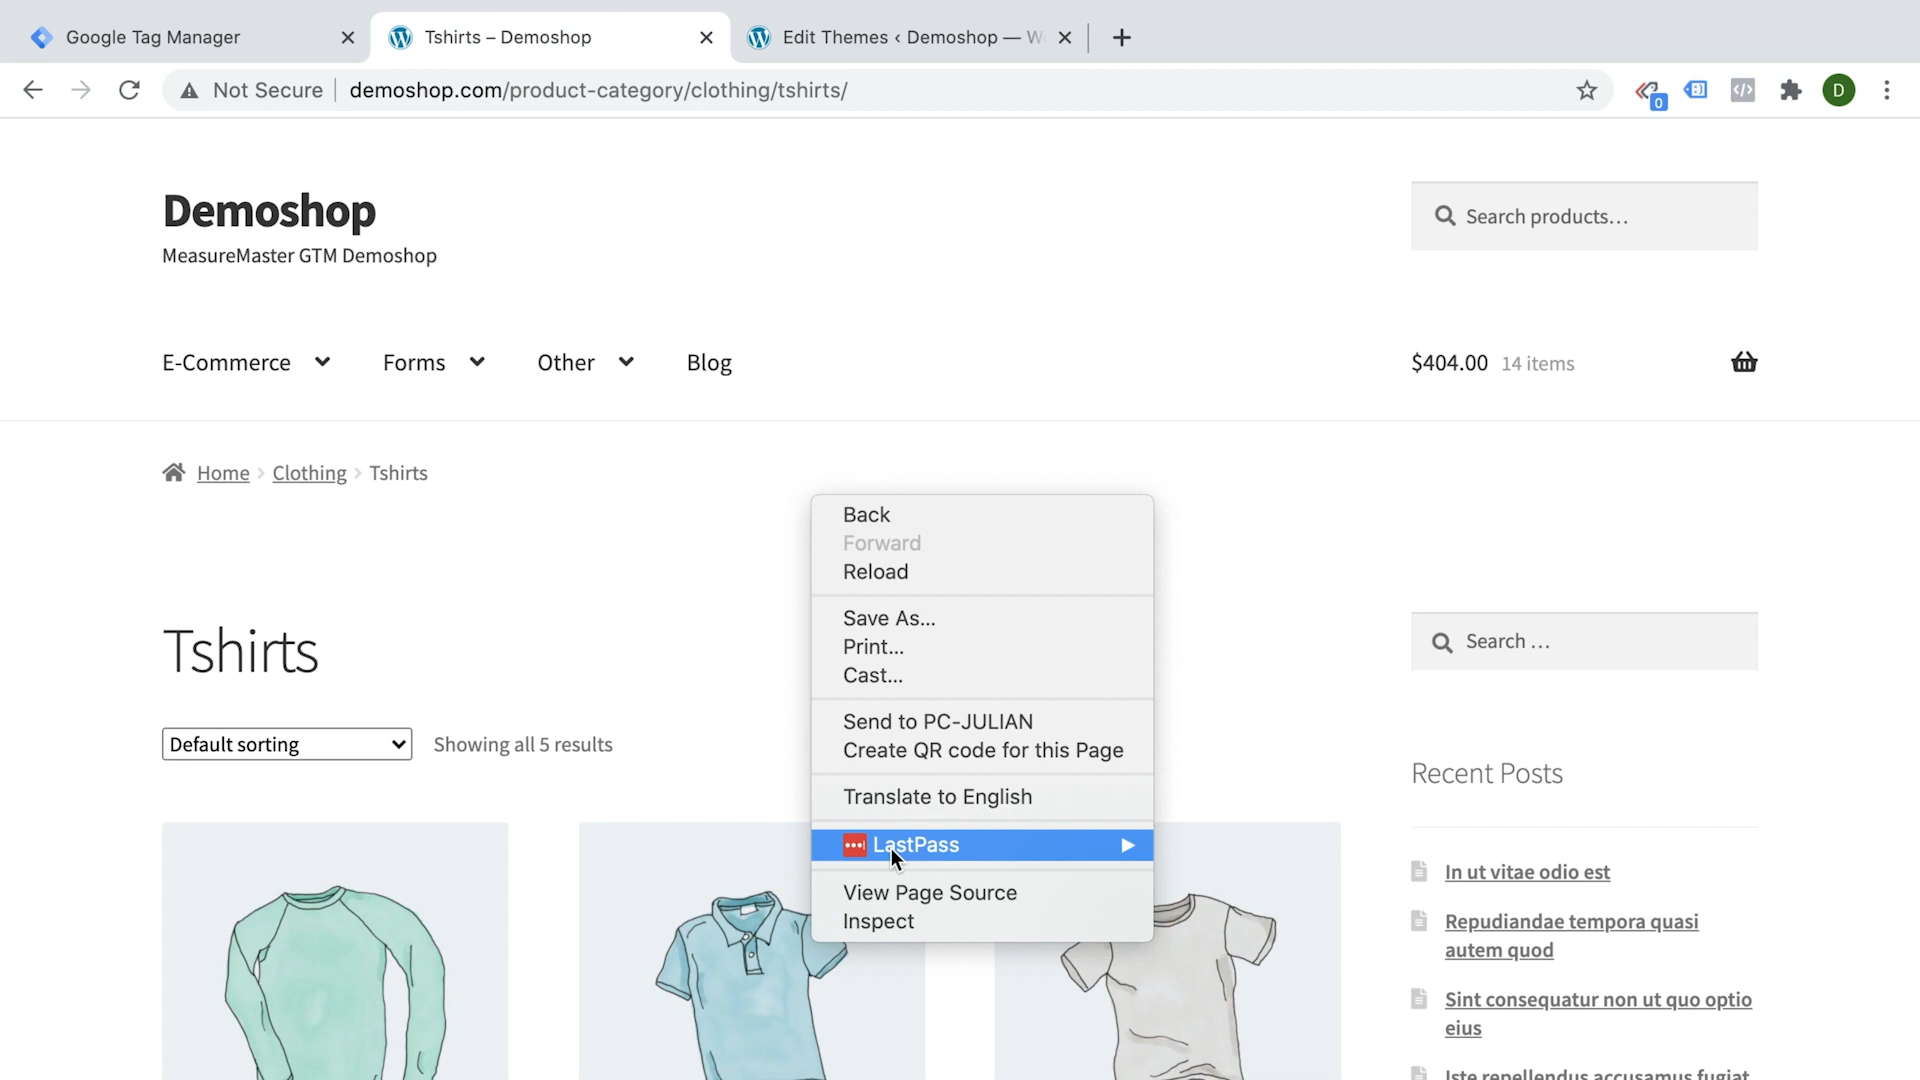 Google Tag Manager
Tshirts – Demoshop
Edit Themes ‹ Demoshop — W
Not Secure
demoshop.com/product-category/clothing/tshirts/
0
D
Demoshop
MeasureMaster GTM Demoshop
Search products…
E-Commerce
Forms
Other
Blog
$404.00 14 items
Home
Clothing
Tshirts
Back
Forward
Reload
Save As...
Print...
Cast...
Send to PC-JULIAN
Create QR code for this Page
Translate to English
LastPass
View Page Source
Inspect
Tshirts
Default sorting
Showing all 5 results
Search …
Recent Posts
In ut vitae odio est
Repudiandae tempora quasi
autem quod
Sint consequatur non ut quo optio
eius
Iste repellendus accusamus fugiat